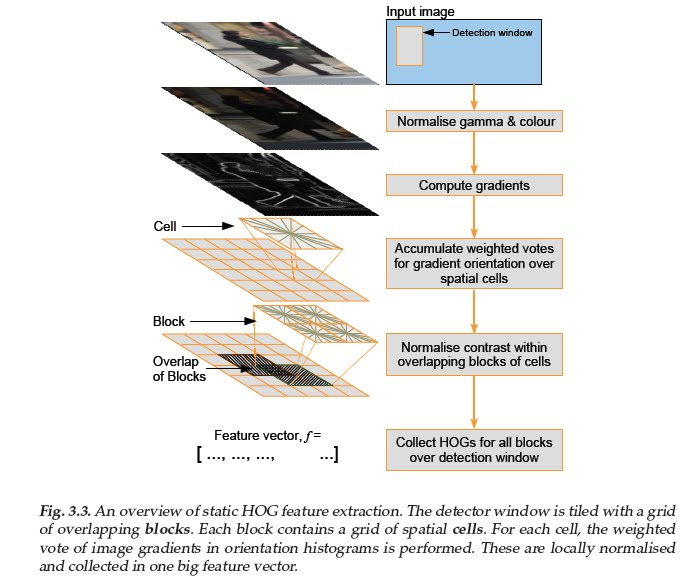 Input image
Detection window
Normalise gamma & colour
Compute gradients
Cell
Accumulate weighted votes
for gradient orientation over
spatial cells
Block
Overlap
of Blocks
Normalise contrast within
overlapping blocks of cells
Feature vector, f =
[ ..., ..., ..., ...]
Collect HOGs for all blocks
over detection window
Fig. 3.3. An overview of static HOG feature extraction. The detector window is tiled with a grid
of overlapping blocks. Each block contains a grid of spatial cells. For each cell, the weighted
vote of image gradients in orientation histograms is performed. These are locally normalised
and collected in one big feature vector.